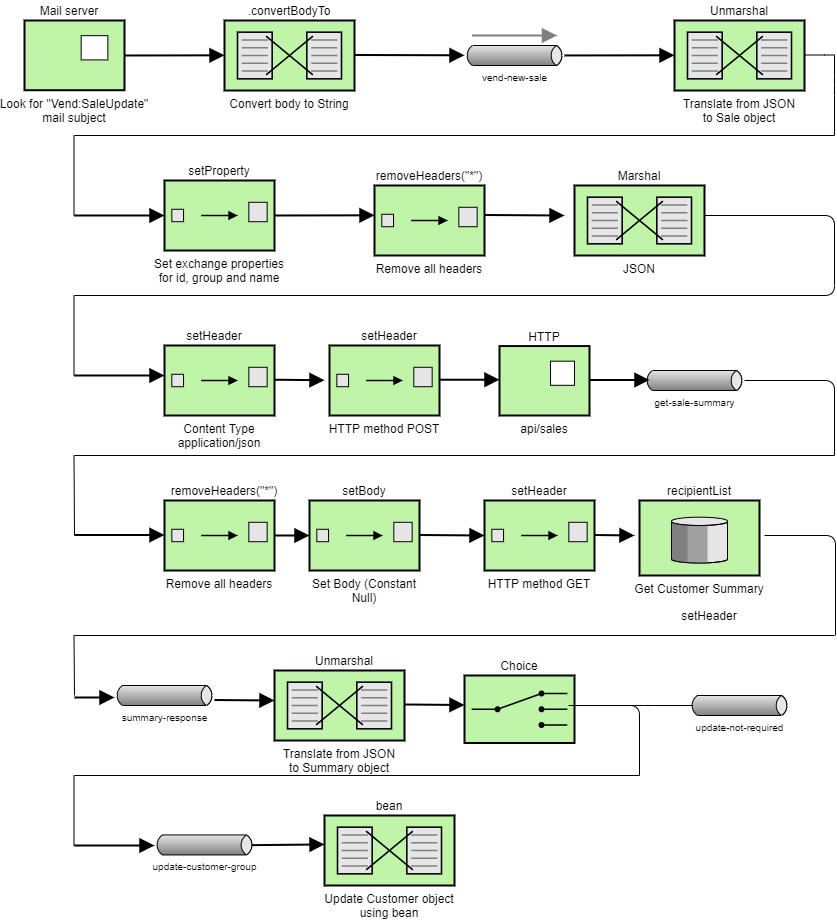 Mail server
.convertBodyTo
Unmarshal
vend-new-sale
Look for "Vend:SaleUpdate"
mail subject
Convert body to String
Translate from JSON
to Sale object
setProperty
removeHeaders("*")
Marshal
Set exchange properties
for id, group and name
Remove all headers
JSON
setHeader
setHeader
HTTP
get-sale-summary
Content Type
application/json
HTTP method POST
api/sales
removeHeaders("*")
setBody
setHeader
recipientList
Remove all headers
Set Body (Constant
Null)
HTTP method GET
Get Customer Summary
setHeader
Unmarshal
Choice
summary-response
update-not-required
Translate from JSON
to Summary object
bean
update-customer-group
Update Customer object
using bean